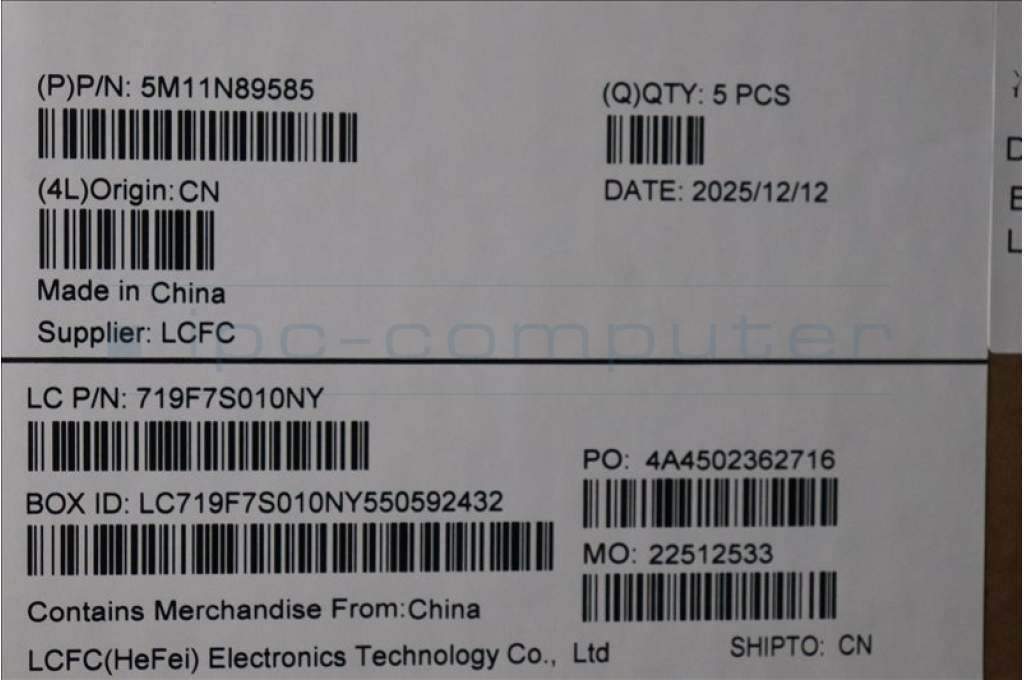 (P)P/N: 5M11N89585
(Q)QTY: 5 PCS
(4L)Origin: CN
DATE: 2025/12/12
Made in China
Supplier: LCFC
ipc-computer
LC P/N: 719F7S010NY
PO: 4A4502362716
BOX ID: LC719F7S010NY550592432
MO: 22512533
Contains Merchandise From:China
SHIPTO: CN
LCFC(HeFei) Electronics Technology Co., Ltd